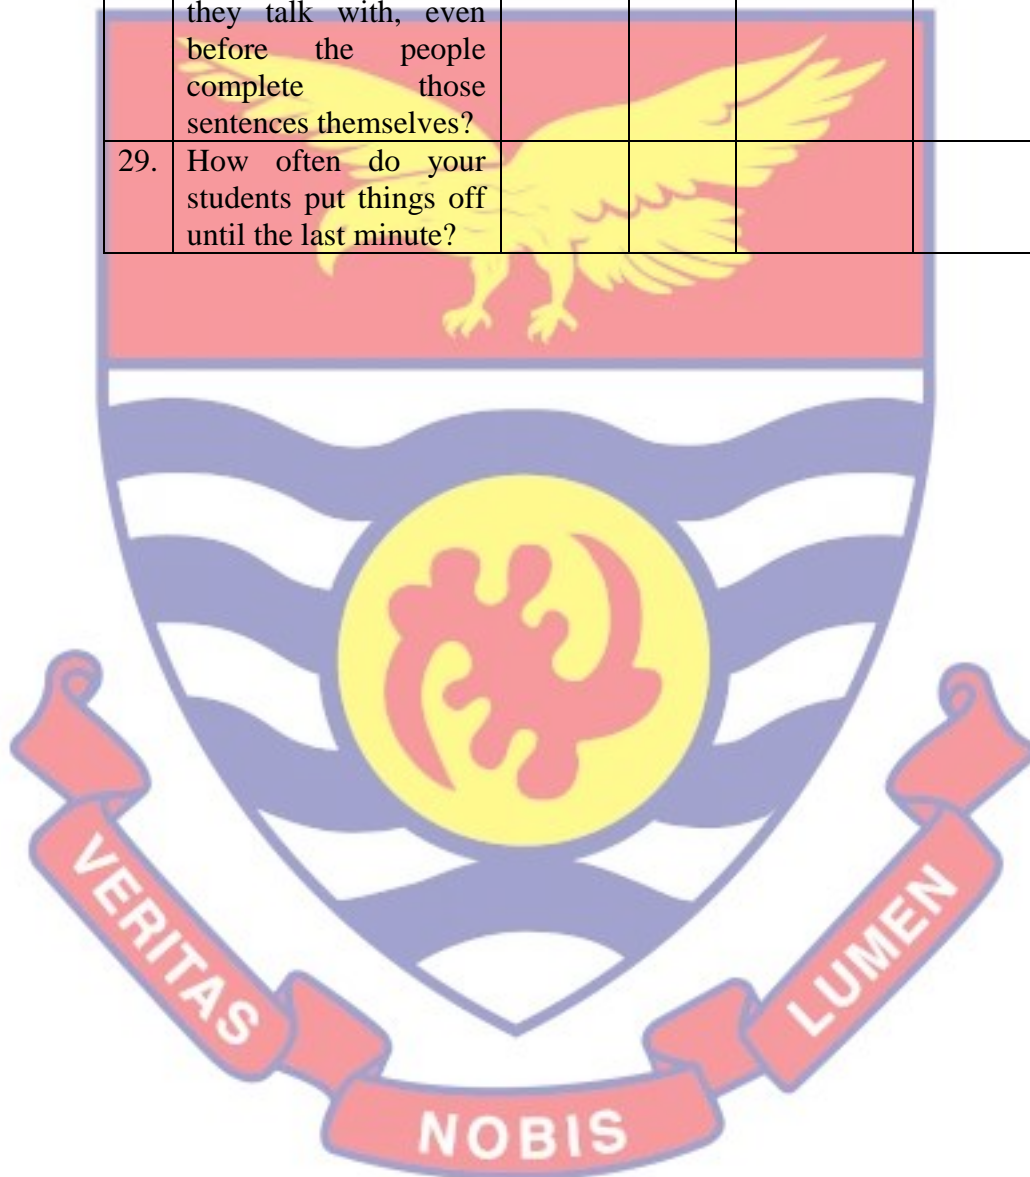 they talk with, even
before the people
complete those
sentences themselves?
29. How often do your
students put things off
until the last minute?
VERITAS
NOBIS
LUMEN